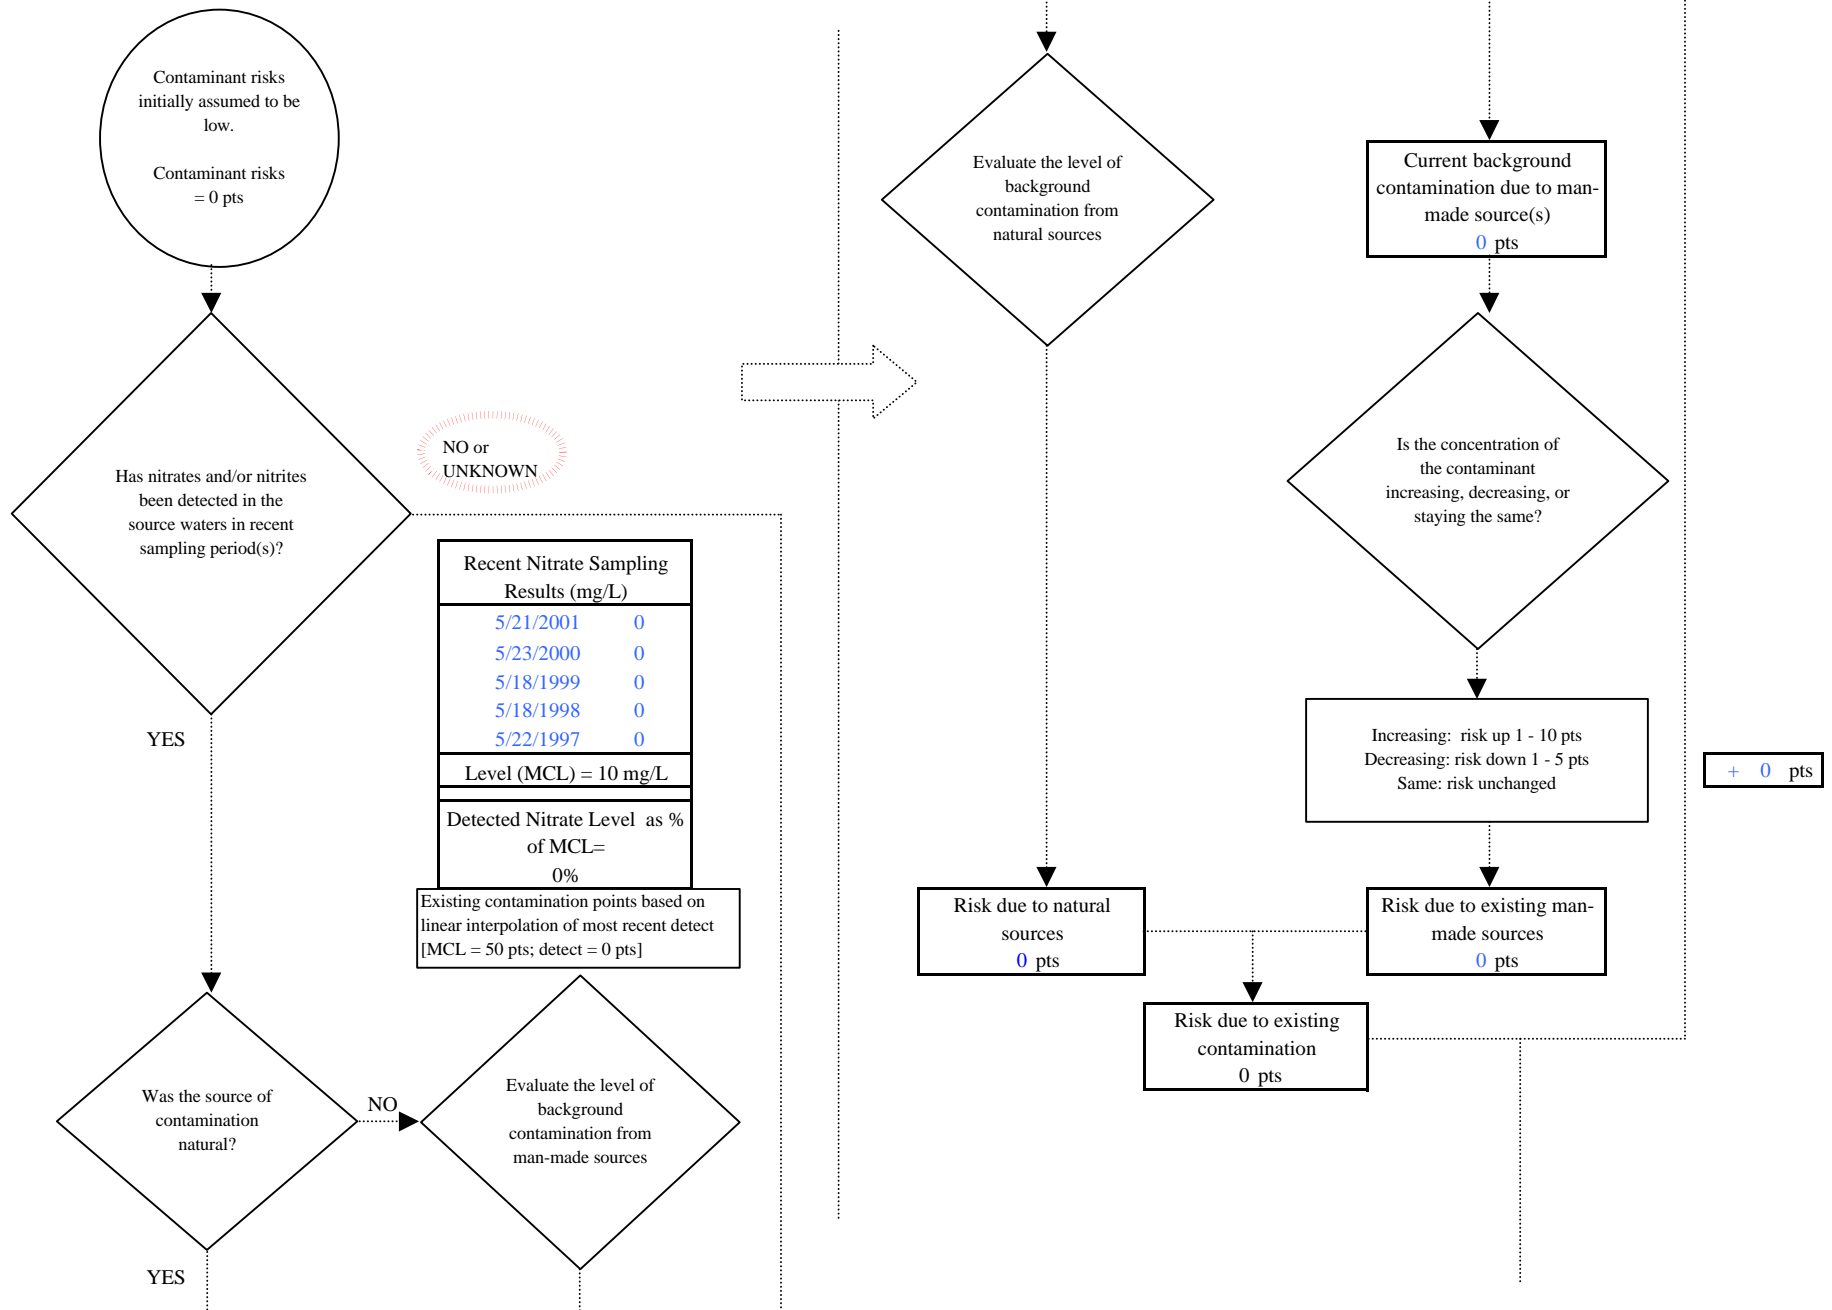 Contaminant risks
initially assumed to be
low.
Contaminant risks
= 0 pts
Has nitrates and/or nitrites
been detected in the
source waters in recent
sampling period(s)?
NO or
UNKNOWN
Recent Nitrate Sampling
Results (mg/L)
5/21/2001 0
5/23/2000 0
5/18/1999 0
5/18/1998 0
5/22/1997 0
Level (MCL) = 10 mg/L
Detected Nitrate Level as %
of MCL=
0%
Existing contamination points based on
linear interpolation of most recent detect
[MCL = 50 pts; detect = 0 pts]
YES
Was the source of
contamination
natural?
NO
Evaluate the level of
background
contamination from
man-made sources
YES
Evaluate the level of
background
contamination from
natural sources
Current background
contamination due to man-
made source(s)
0 pts
Is the concentration of
the contaminant
increasing, decreasing, or
staying the same?
Increasing: risk up 1 - 10 pts
Decreasing: risk down 1 - 5 pts
Same: risk unchanged
+ 0 pts
Risk due to natural
sources
0 pts
Risk due to existing man-
made sources
0 pts
Risk due to existing
contamination
0 pts